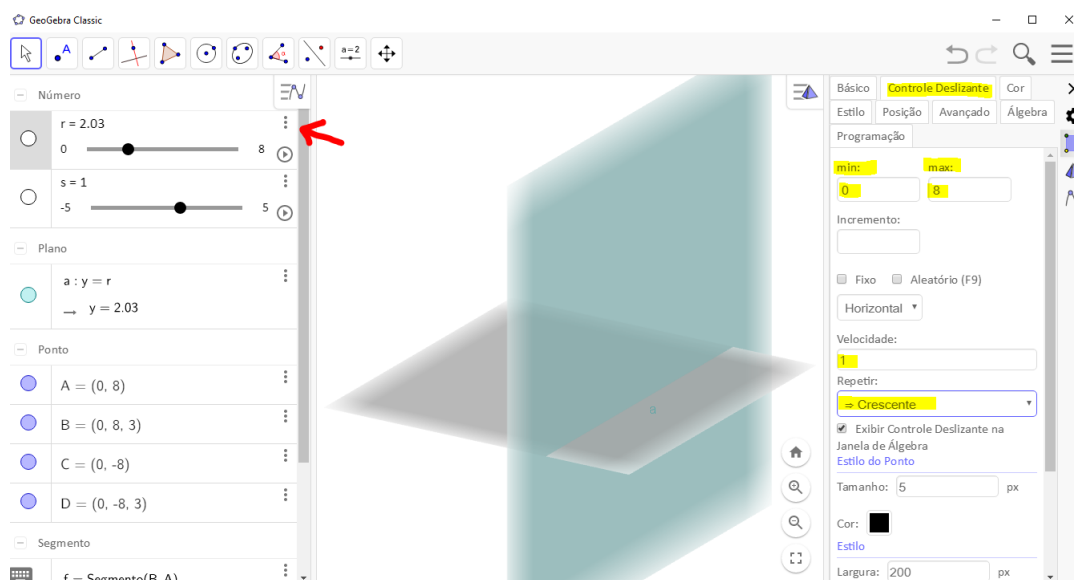 GeoGebra Classic
A
α
a=2
Número
r = 2.03
0
8
s = 1
-5
5
Plano
a : y = r
→ y = 2.03
Ponto
A = (0, 8)
B = (0, 8, 3)
C = (0, -8)
D = (0, -8, 3)
Segmento
f = Segmento(B, A)
a
Básico
Controle Deslizante
Cor
Estilo
Posição
Avançado
Álgebra
Programação
min:
max:
0
8
Incremento:
Fixo
Aleatório (F9)
Horizontal
Velocidade:
1
Repetir:
⇒ Crescente
Exibir Controle Deslizante na
Janela de Álgebra
Estilo do Ponto
Tamanho: 5 px
Cor:
Estilo
Largura: 200 px